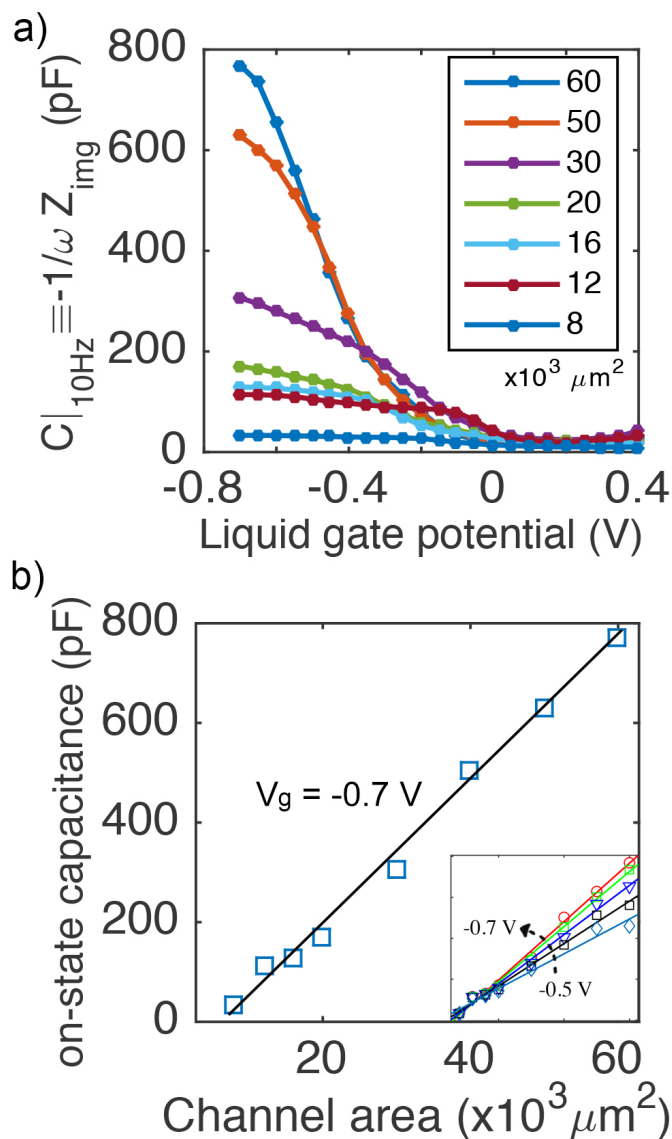 a)
C|10Hz ≡-1/ω Zimg (pF)
800
600
400
200
0
-0.8
-0.4
0
0.4
Liquid gate potential (V)
60
50
30
20
16
12
8
x10³ μm²
b)
on-state capacitance (pF)
800
600
400
200
0
20
40
60
Channel area (x10³μm²)
Vg = -0.7 V
-0.7 V
-0.5 V